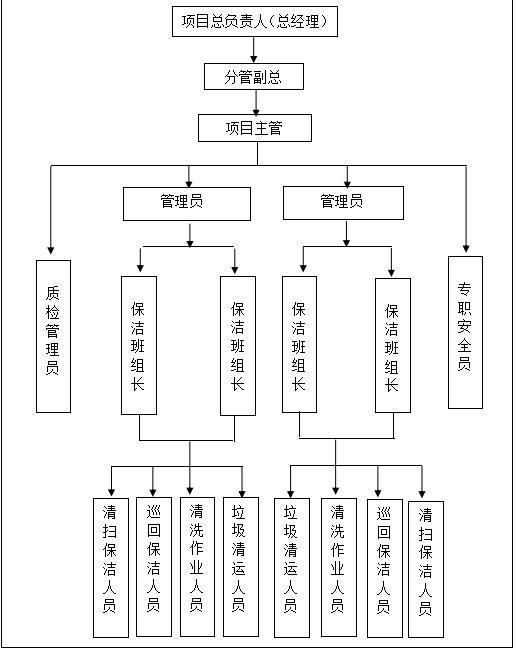 项目总负责人（总经理）
分管副总
项目主管
管理员
管理员
质检管理员
保洁班组长
保洁班组长
保洁班组长
保洁班组长
专职安全员
清扫保洁人员
巡回保洁人员
清洗作业人员
垃圾清运人员
垃圾清运人员
清洗作业人员
巡回保洁人员
清扫保洁人员